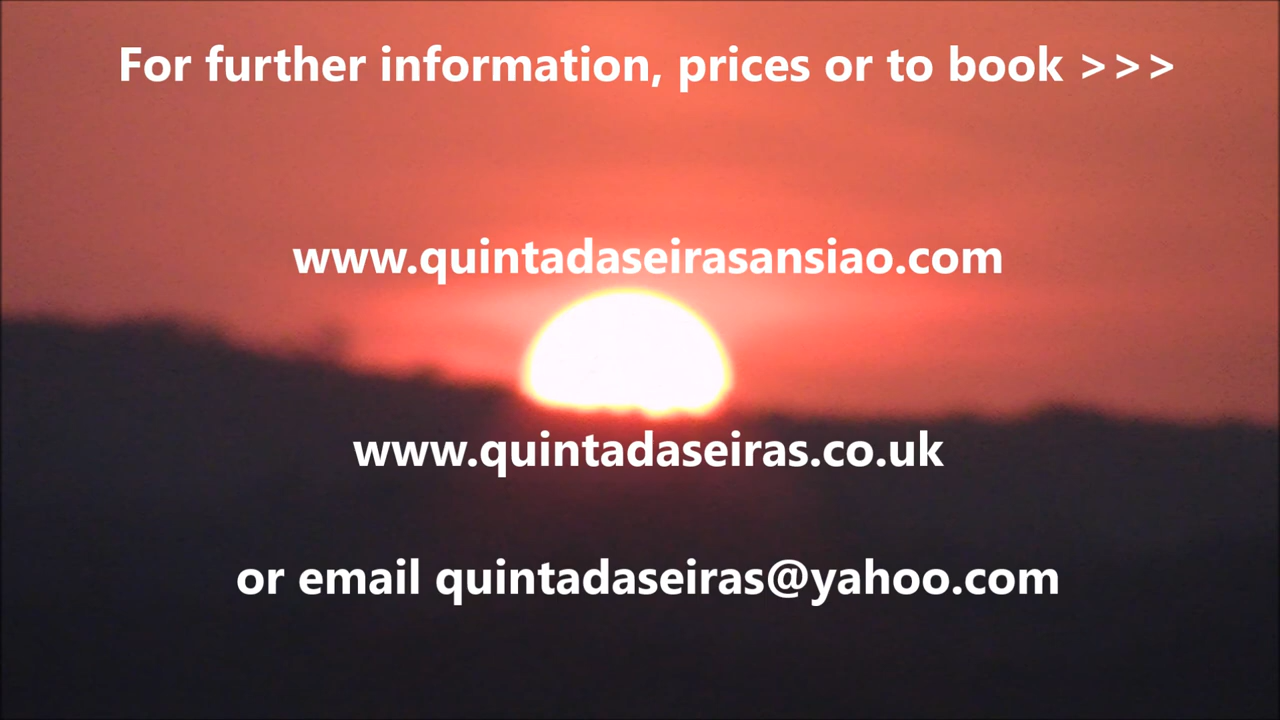 For further information, prices or to book >>>
www.quintadaseirasansiao.com
www.quintadaseiras.co.uk
or email quintadaseiras@yahoo.com